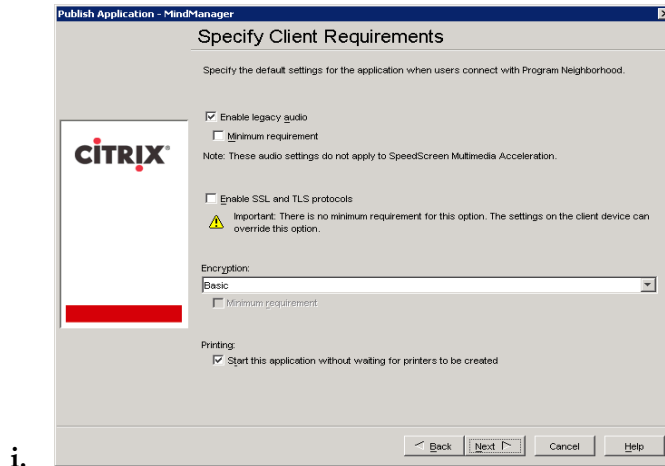 Publish Application - MindManager
Specify Client Requirements
Specify the default settings for the application when users connect with Program Neighborhood.
Enable legacy audio
Minimum requirement
Note: These audio settings do not apply to SpeedScreen Multimedia Acceleration.
CİTRIX
Enable SSL and TLS protocols
Important: There is no minimum requirement for this option. The settings on the client device can
override this option.
Encryption:
Basic
Minimum requirement
Printing:
Start this application without waiting for printers to be created
Back Next Cancel Help
i.